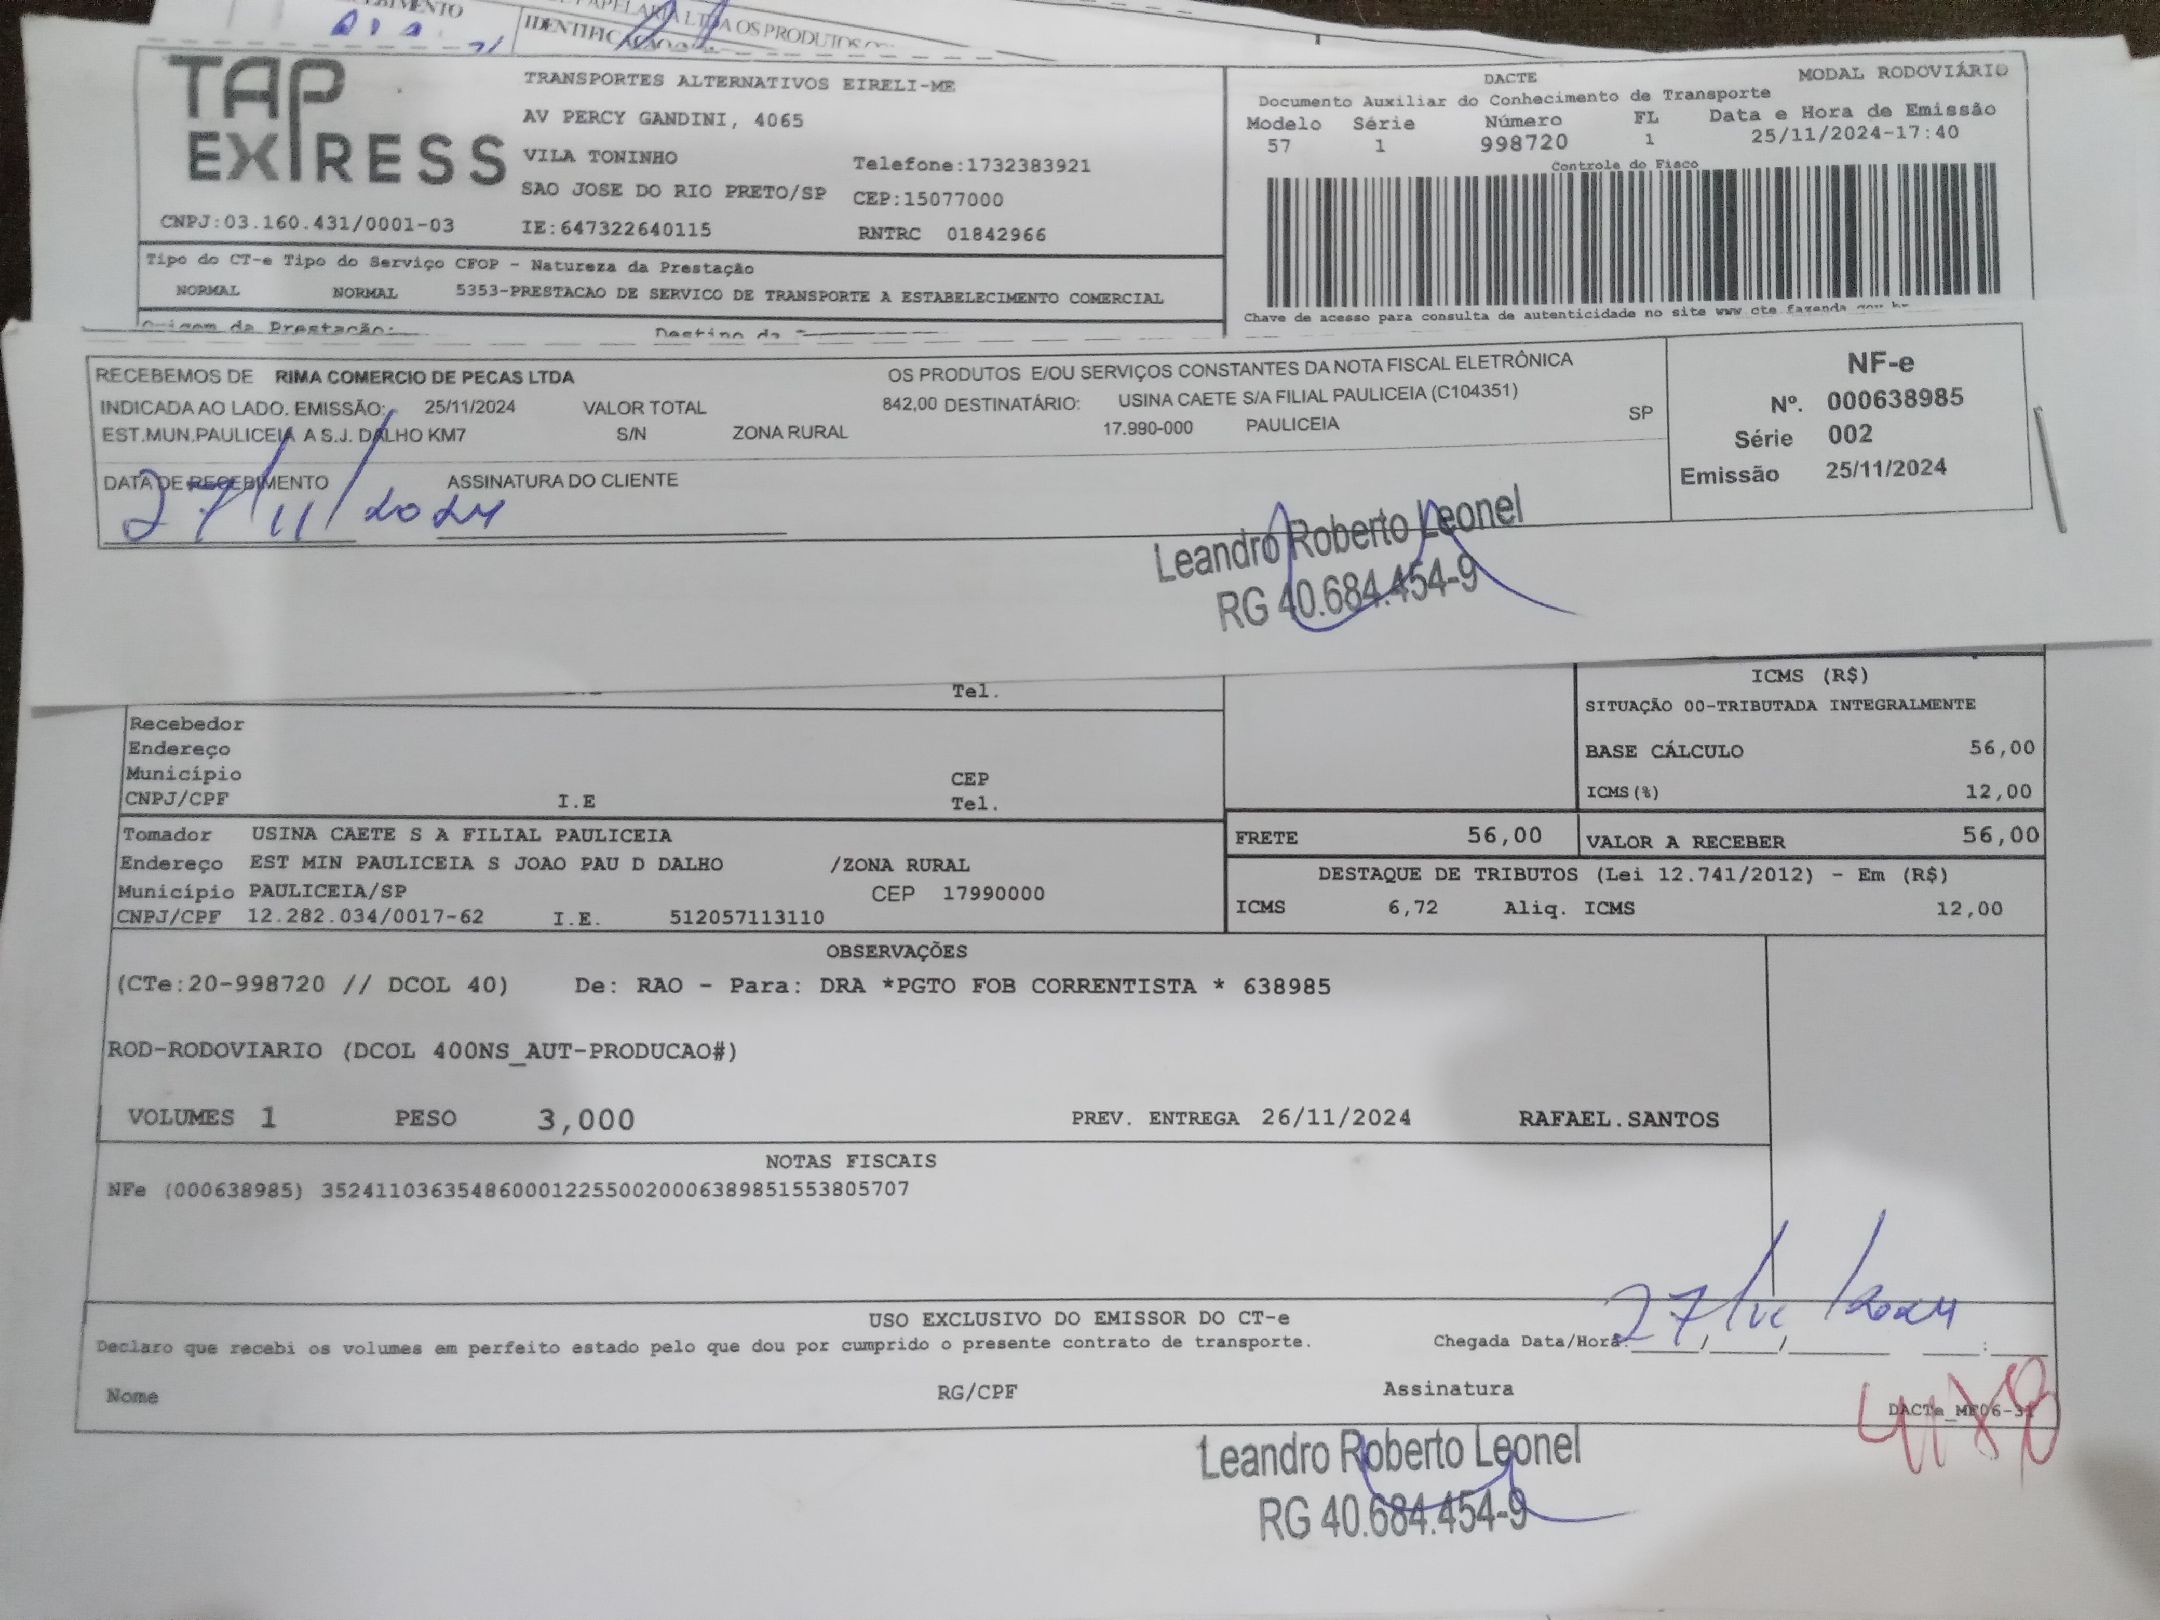 BIMENTO
IDENTIFICAÇÃO
PAPELARIA LTDA OS PRODUTOS
TAP EXPRESS
TRANSPORTES ALTERNATIVOS EIRELI-ME
AV PERCY GANDINI, 4065
VILA TONINHO Telefone:1732383921
SAO JOSE DO RIO PRETO/SP CEP:15077000
CNPJ:03.160.431/0001-03 IE:647322640115 RNTRC 01842966
DACTE MODAL RODOVIÁRIO
Documento Auxiliar do Conhecimento de Transporte
Modelo Série Número FL Data e Hora de Emissão
57 1 998720 1 25/11/2024-17:40
Controle do Fisco
Chave de acesso para consulta de autenticidade no site www.cte.fazenda.gov.br
Tipo do CT-e Tipo do Serviço CFOP - Natureza da Prestação
NORMAL NORMAL 5353-PRESTACAO DE SERVICO DE TRANSPORTE A ESTABELECIMENTO COMERCIAL
Origem da Prestação: Destino da
RECEBEMOS DE RIMA COMERCIO DE PECAS LTDA OS PRODUTOS E/OU SERVIÇOS CONSTANTES DA NOTA FISCAL ELETRÔNICA
INDICADA AO LADO. EMISSÃO: 25/11/2024 VALOR TOTAL 842,00 DESTINATÁRIO: USINA CAETE S/A FILIAL PAULICEIA (C104351)
EST.MUN.PAULICEIA A S.J. DALHO KM7 S/N ZONA RURAL 17.990-000 PAULICEIA SP
DATA DE RECEBIMENTO ASSINATURA DO CLIENTE
27/11/2024
NF-e
Nº. 000638985
Série 002
Emissão 25/11/2024
Leandro Roberto Leonel
RG 40.684.454-9
Tel.
Recebedor
Endereço
Município CEP
CNPJ/CPF I.E Tel.
ICMS (R$)
SITUAÇÃO 00-TRIBUTADA INTEGRALMENTE
BASE CÁLCULO 56,00
ICMS(%) 12,00
Tomador USINA CAETE S A FILIAL PAULICEIA
Endereço EST MIN PAULICEIA S JOAO PAU D DALHO /ZONA RURAL
Município PAULICEIA/SP CEP 17990000
CNPJ/CPF 12.282.034/0017-62 I.E. 512057113110
FRETE 56,00 VALOR A RECEBER 56,00
DESTAQUE DE TRIBUTOS (Lei 12.741/2012) - Em (R$)
ICMS 6,72 Aliq. ICMS 12,00
OBSERVAÇÕES
(CTe:20-998720 // DCOL 40) De: RAO - Para: DRA *PGTO FOB CORRENTISTA * 638985
ROD-RODOVIARIO (DCOL 400NS_AUT-PRODUCAO#)
VOLUMES 1 PESO 3,000 PREV. ENTREGA 26/11/2024 RAFAEL.SANTOS
NOTAS FISCAIS
NFe (000638985) 35241103635486000122550020006389851553805707
USO EXCLUSIVO DO EMISSOR DO CT-e
Declaro que recebi os volumes em perfeito estado pelo que dou por cumprido o presente contrato de transporte. Chegada Data/Hora: 27/11/2024
Nome RG/CPF Assinatura
Leandro Roberto Leonel
RG 40.684.454-9